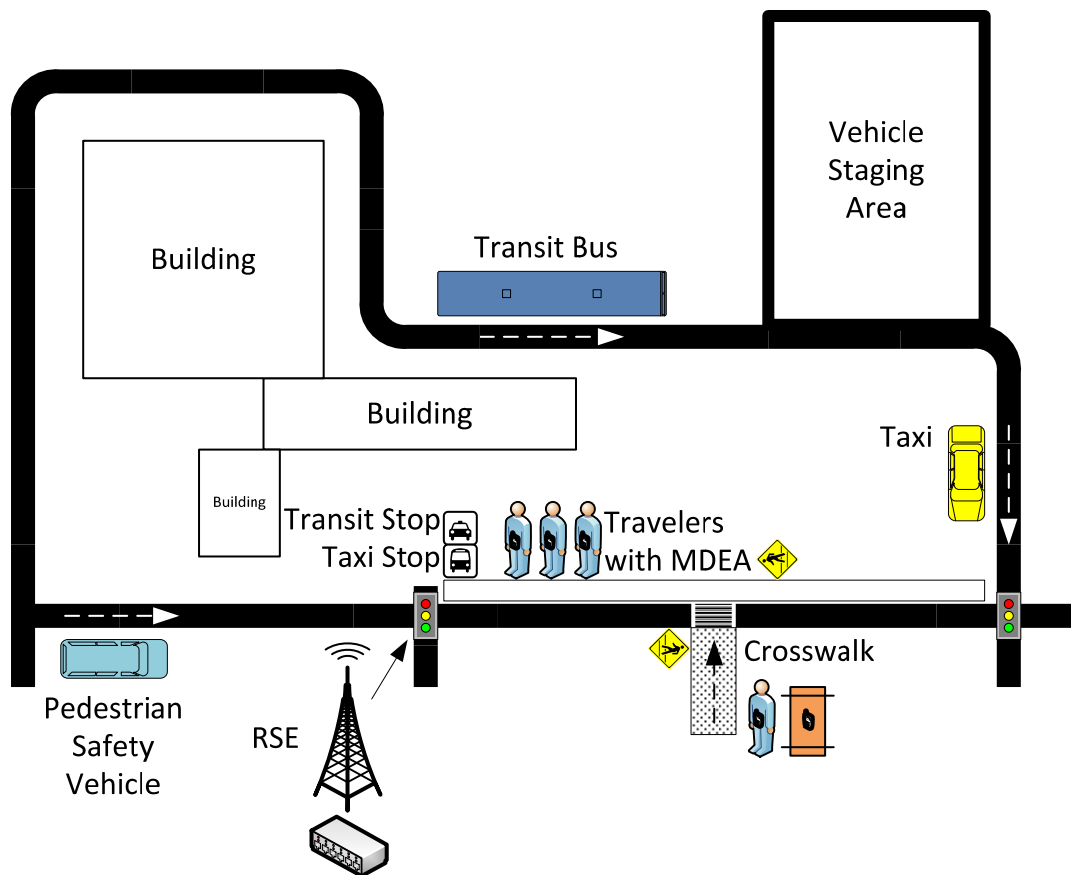 Vehicle
Staging
Area
Building
Transit Bus
Building
Taxi
Building
Transit Stop
Taxi Stop
Travelers
with MDEA
Crosswalk
Pedestrian
Safety
Vehicle
RSE